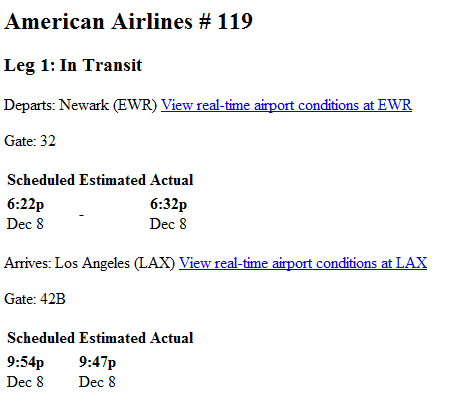 American Airlines # 119
Leg 1: In Transit
Departs: Newark (EWR) View real-time airport conditions at EWR
Gate: 32
Scheduled Estimated Actual
6:22p - 6:32p
Dec 8 Dec 8
Arrives: Los Angeles (LAX) View real-time airport conditions at LAX
Gate: 42B
Scheduled Estimated Actual
9:54p 9:47p
Dec 8 Dec 8